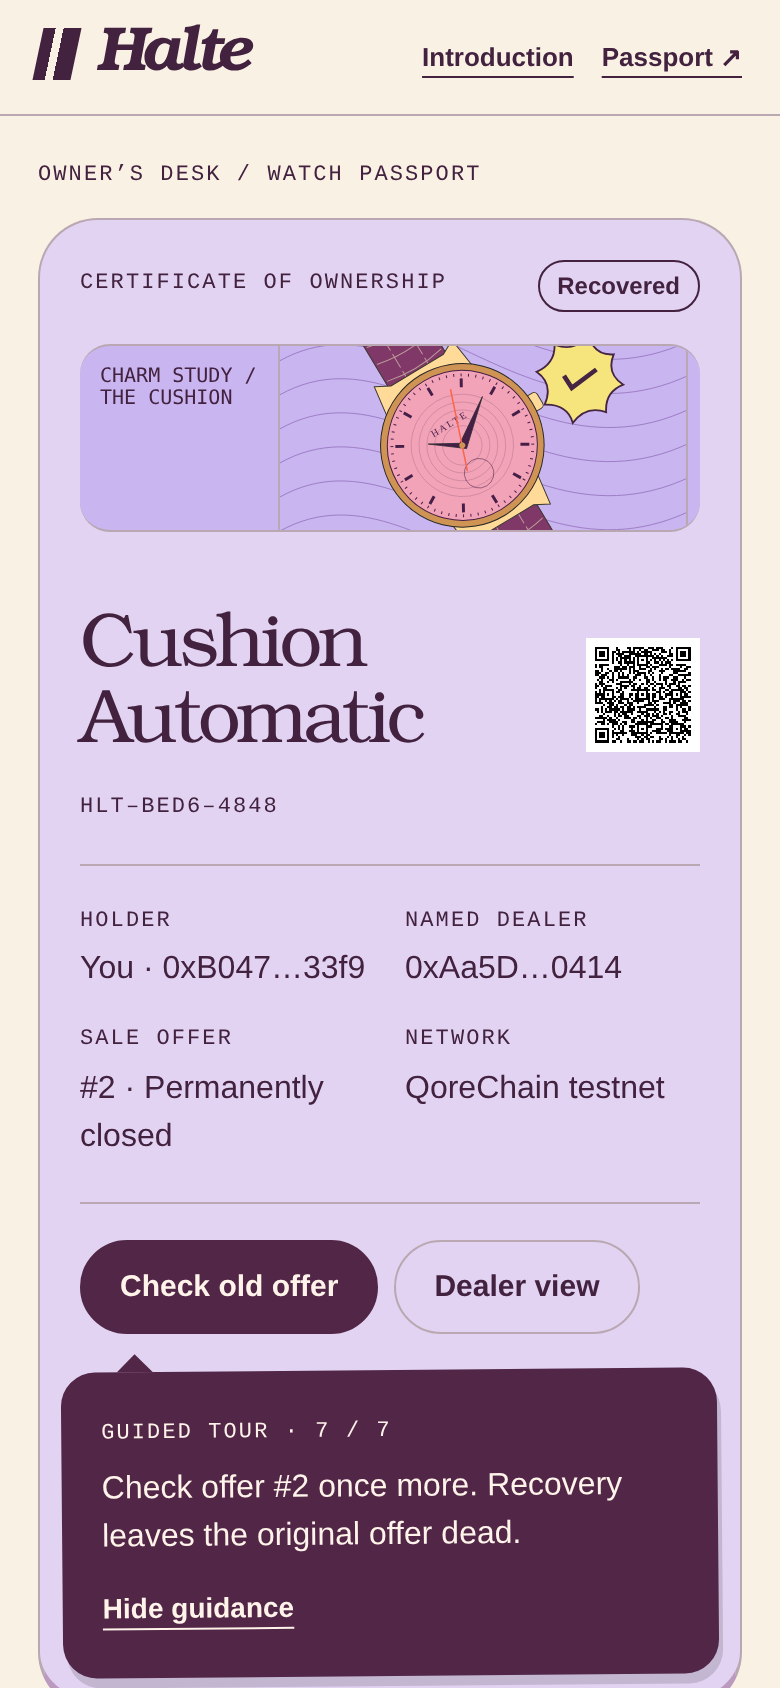 Halte
Introduction Passport ↗
OWNER’S DESK / WATCH PASSPORT
CERTIFICATE OF OWNERSHIP
Recovered
CHARM STUDY /
THE CUSHION
HALTE
Cushion
Automatic
HLT–BED6–4848
HOLDER
You · 0xB047…33f9
NAMED DEALER
0xAa5D…0414
SALE OFFER
#2 · Permanently
closed
NETWORK
QoreChain testnet
Check old offer
Dealer view
GUIDED TOUR · 7 / 7
Check offer #2 once more. Recovery
leaves the original offer dead.
Hide guidance